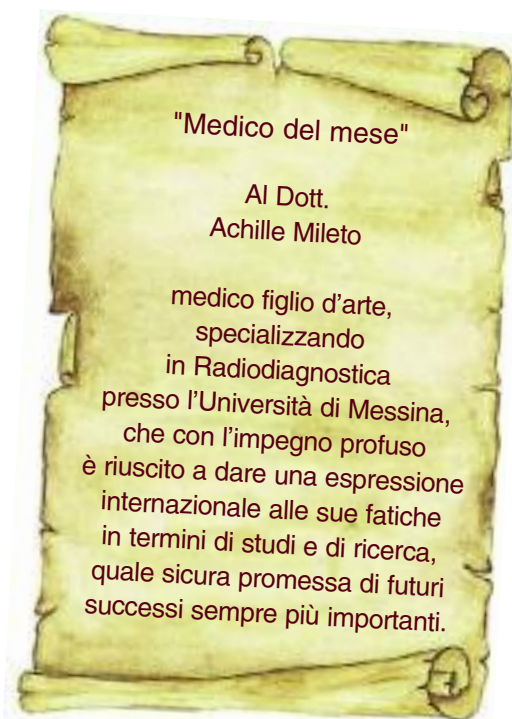 "Medico del mese"
Al Dott.
Achille Mileto
medico figlio d'arte,
specializzando
in Radiodiagnostica
presso l'Università di Messina,
che con l'impegno profuso
è riuscito a dare una espressione
internazionale alle sue fatiche
in termini di studi e di ricerca,
quale sicura promessa di futuri
successi sempre più importanti.